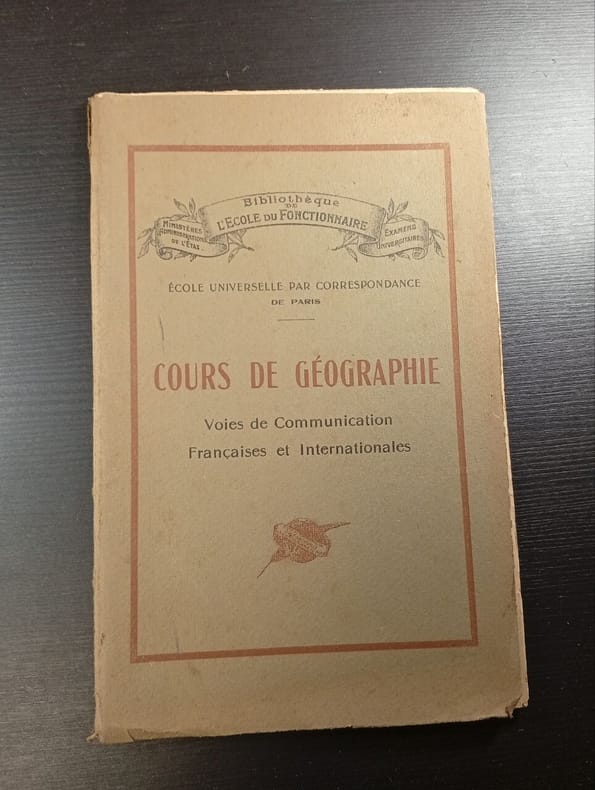 Bibliothèque
DE
L'ECOLE DU FONCTIONNAIRE
MINISTÈRES
ADMINISTRATIONS
DE L'ÉTAT
EXAMENS
UNIVERSITAIRES
ÉCOLE UNIVERSELLE PAR CORRESPONDANCE
DE PARIS
COURS DE GÉOGRAPHIE
Voies de Communication
Françaises et Internationales